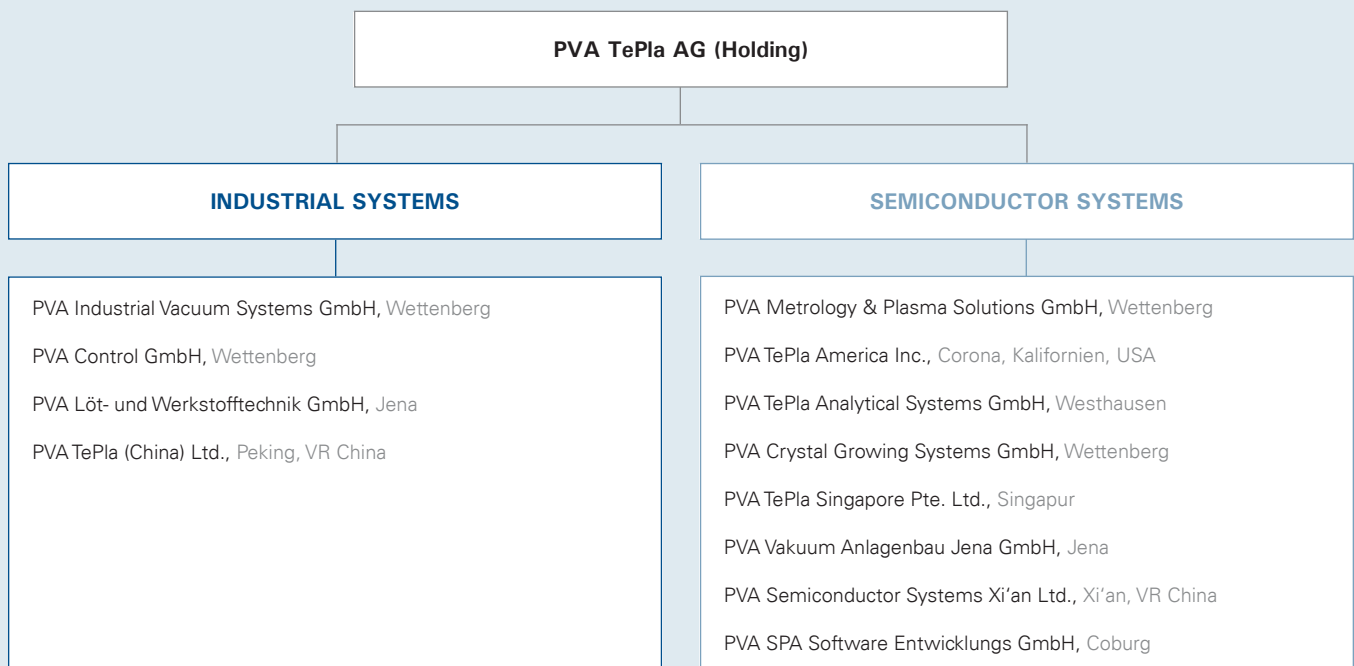 PVA TePla AG (Holding)
INDUSTRIAL SYSTEMS
PVA Industrial Vacuum Systems GmbH, Wettenberg
PVA Control GmbH, Wettenberg
PVA Löt- und Werkstofftechnik GmbH, Jena
PVA TePla (China) Ltd., Peking, VR China
SEMICONDUCTOR SYSTEMS
PVA Metrology & Plasma Solutions GmbH, Wettenberg
PVA TePla America Inc., Corona, Kalifornien, USA
PVA TePla Analytical Systems GmbH, Westhausen
PVA Crystal Growing Systems GmbH, Wettenberg
PVA TePla Singapore Pte. Ltd., Singapur
PVA Vakuum Anlagenbau Jena GmbH, Jena
PVA Semiconductor Systems Xi‘an Ltd., Xi‘an, VR China
PVA SPA Software Entwicklungs GmbH, Coburg